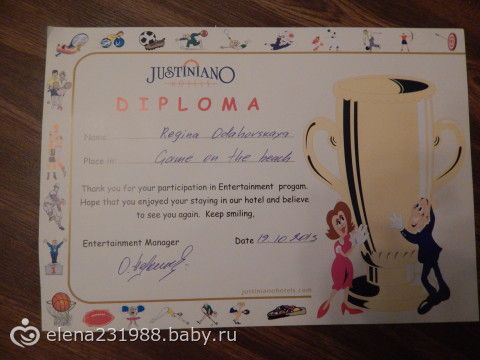 JUSTINIANO
HOTELS
DIPLOMA
Name: Regina
Place in: Game on the beach
Thank you for your participation in Entertainment progam.
Hope that you enjoyed your staying in our hotel and believe
to see you again. Keep smiling.
Entertainment Manager Date 19.10.2013
justinianohotels.com
1
elena231988.baby.ru